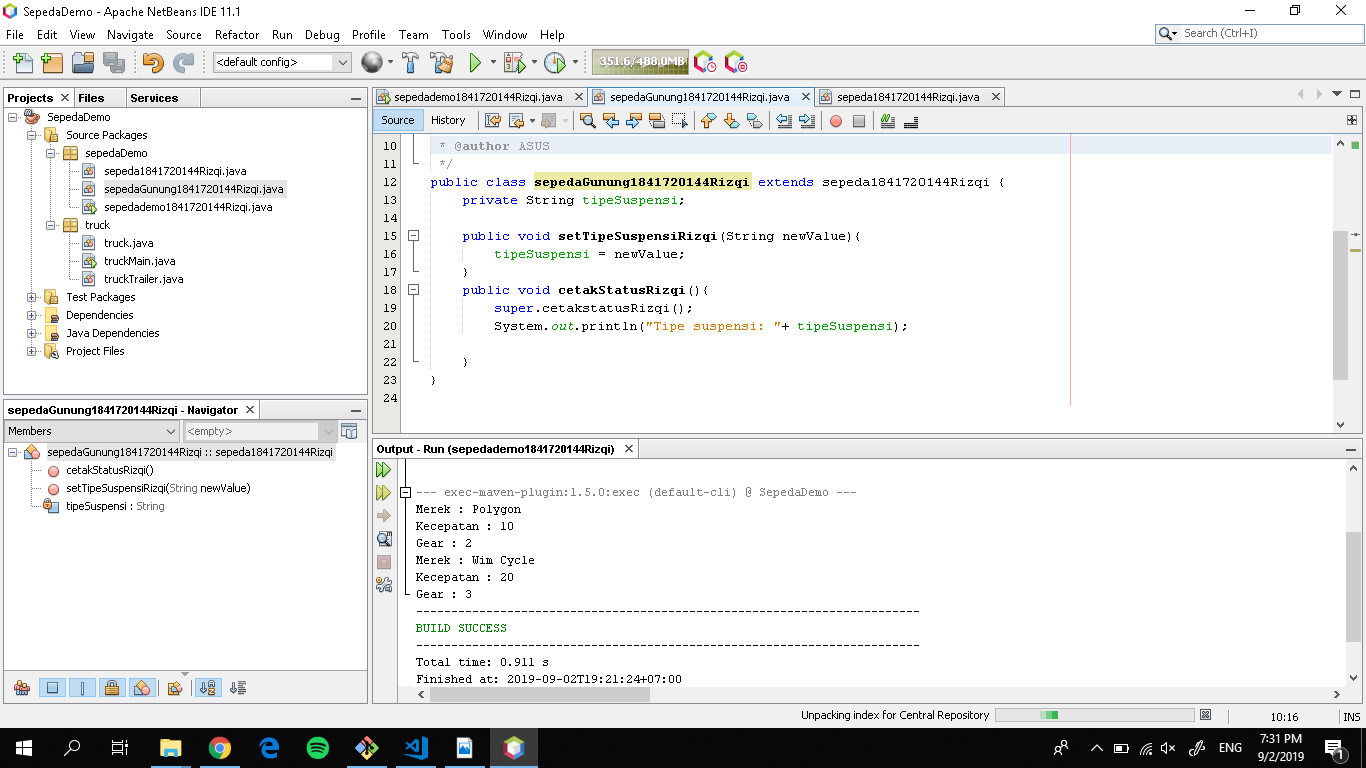 SepedaDemo - Apache NetBeans IDE 11.1
File Edit View Navigate Source Refactor Run Debug Profile Team Tools Window Help
Search (Ctrl+I)
<default config>
351.6/488.0MB
Projects Files Services
SepedaDemo
Source Packages
sepedaDemo
sepeda1841720144Rizqi.java
sepedaGunung1841720144Rizqi.java
sepedademo1841720144Rizqi.java
truck
truck.java
truckMain.java
truckTrailer.java
Test Packages
Dependencies
Java Dependencies
Project Files
sepedaGunung1841720144Rizqi - Navigator
Members
<empty>
sepedaGunung1841720144Rizqi :: sepeda1841720144Rizqi
cetakStatusRizqi()
setTipeSuspensiRizqi(String newValue)
tipeSuspensi : String
sepedademo1841720144Rizqi.java sepedaGunung1841720144Rizqi.java sepeda1841720144Rizqi.java
Source History
10 * @author ASUS
11 */
12 public class sepedaGunung1841720144Rizqi extends sepeda1841720144Rizqi {
13 private String tipeSuspensi;
14
15 public void setTipeSuspensiRizqi(String newValue){
16 tipeSuspensi = newValue;
17 }
18 public void cetakStatusRizqi(){
19 super.cetakstatusRizqi();
20 System.out.println("Tipe suspensi: "+ tipeSuspensi);
21
22 }
23 }
24
Output - Run (sepedademo1841720144Rizqi)
--- exec-maven-plugin:1.5.0:exec (default-cli) @ SepedaDemo ---
Merek : Polygon
Kecepatan : 10
Gear : 2
Merek : Wim Cycle
Kecepatan : 20
Gear : 3
------------------------------------------------------------------------
BUILD SUCCESS
------------------------------------------------------------------------
Total time: 0.911 s
Finished at: 2019-09-02T19:21:24+07:00
Unpacking index for Central Repository
10:16 INS
ENG
7:31 PM
9/2/2019
1